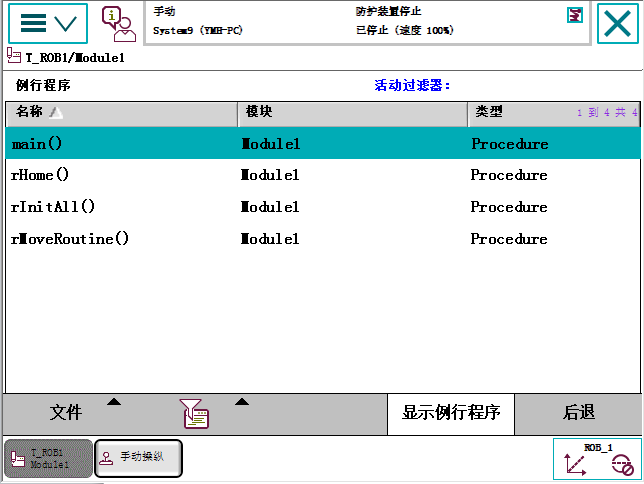 手动
防护装置停止
System9 (YMH-PC)
已停止 (速度 100%)
T_ROB1/Module1
例行程序
活动过滤器：
名称
模块
类型
1 到 4 共 4
main()
Module1
Procedure
rHome()
Module1
Procedure
rInitAll()
Module1
Procedure
rMoveRoutine()
Module1
Procedure
文件
显示例行程序
后退
T_ROB1
Module1
手动操纵
ROB_1